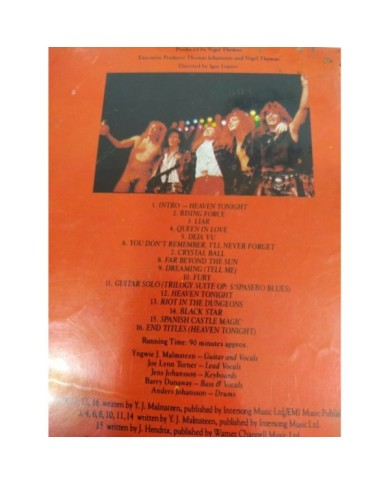 Produced by Nigel Thomas
Executive Producer Thomas Johansson and Nigel Thomas
Directed by
1. INTRO — HEAVEN TONIGHT
2. RISING FORCE
3. LIAR
4. QUEEN IN LOVE
5. DEJA VU
6. YOU DON'T REMEMBER, I'LL NEVER FORGET
7. CRYSTAL BALL
8. FAR BEYOND THE SUN
9. DREAMING (TELL ME)
10. FURY
11. GUITAR SOLO (TRILOGY SUITE OP: 5/SPASEBO BLUES)
12. HEAVEN TONIGHT
13. RIOT IN THE DUNGEONS
14. BLACK STAR
15. SPANISH CASTLE MAGIC
16. END TITLES (HEAVEN TONIGHT)
Running Time: 90 minutes approx.
Yngwie J. Malmsteen – Guitar and Vocals
Joe Lynn Turner – Lead Vocals
Jens Johansson – Keyboards
Barry Dunaway – Bass & Vocals
Anders Johansson – Drums
16 written by Y. J. Malmsteen, published by Intersong Music Ltd/EMI Music Publis
4, 6, 8, 10, 11, 14 written by Y. J. Malmsteen, published by Intersong Music Ltd.
15 written by J. Hendrix, published by Warner Chappell Music Ltd.